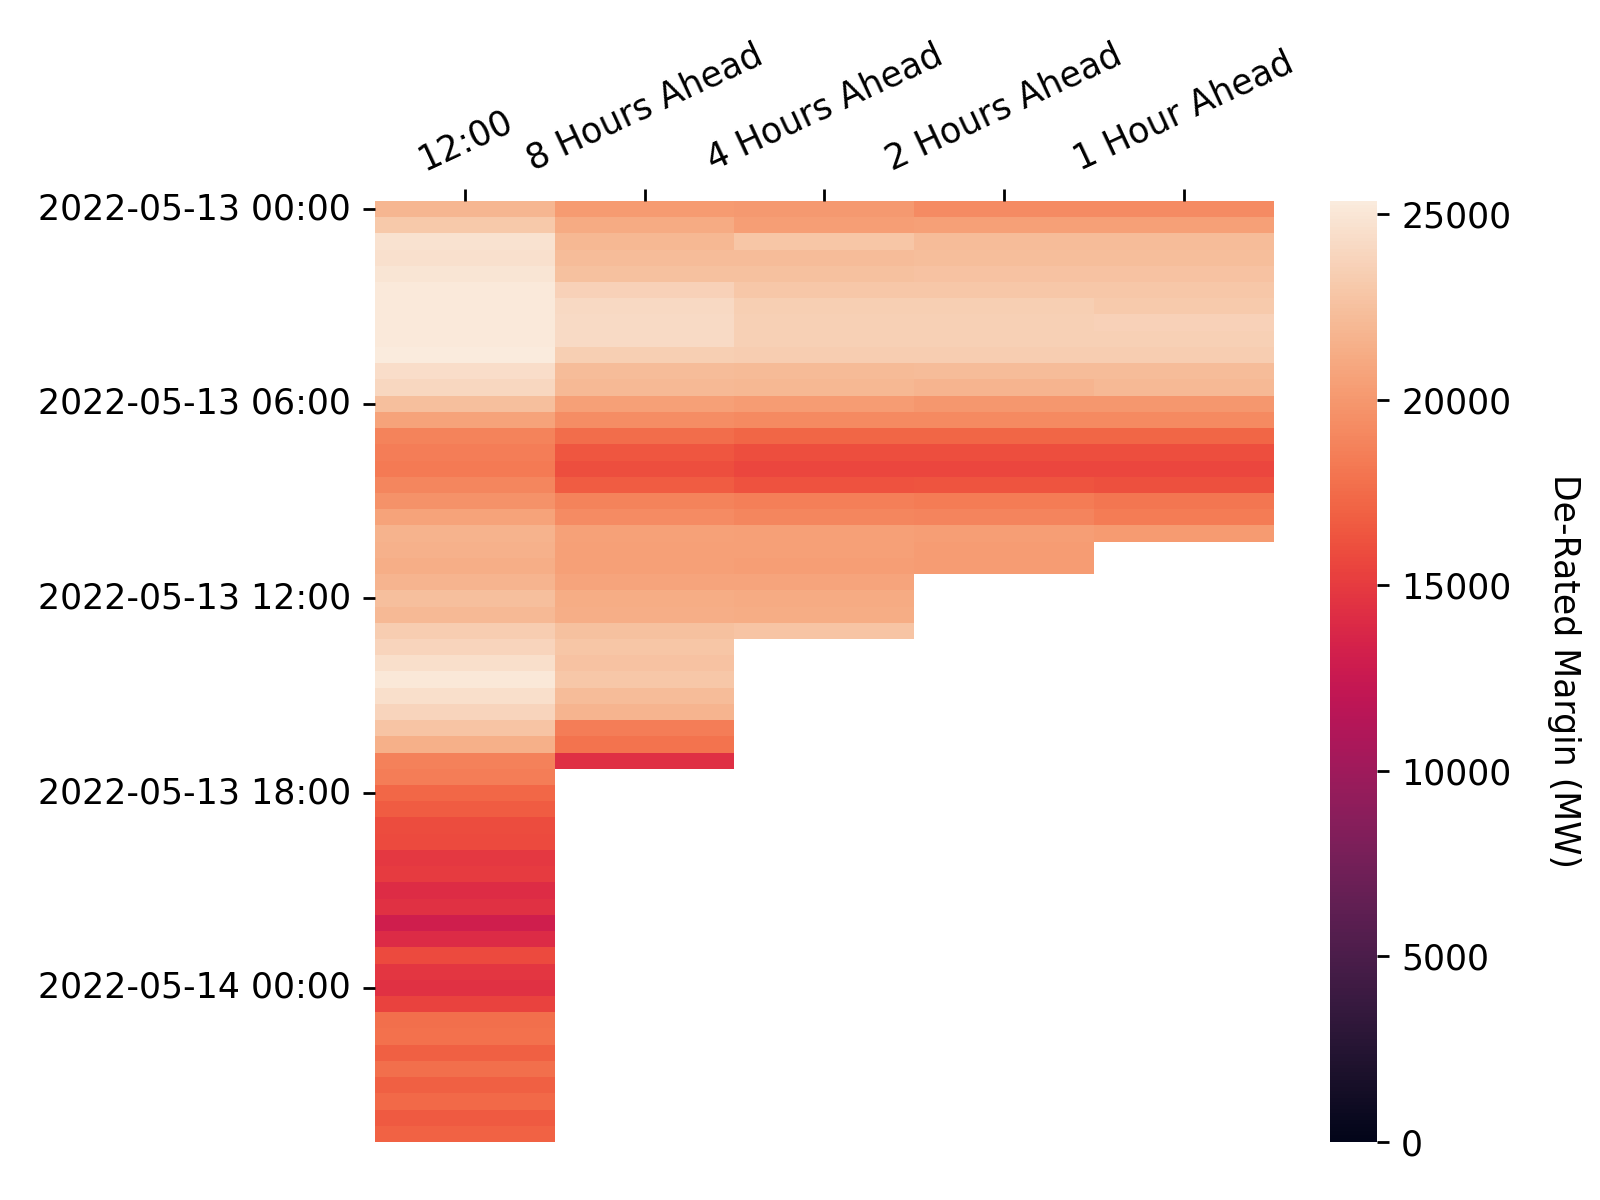 12:00
8 Hours Ahead
4 Hours Ahead
2 Hours Ahead
1 Hour Ahead
2022-05-13 00:00
2022-05-13 06:00
2022-05-13 12:00
2022-05-13 18:00
2022-05-14 00:00
25000
20000
15000
10000
5000
0
De-Rated Margin (MW)